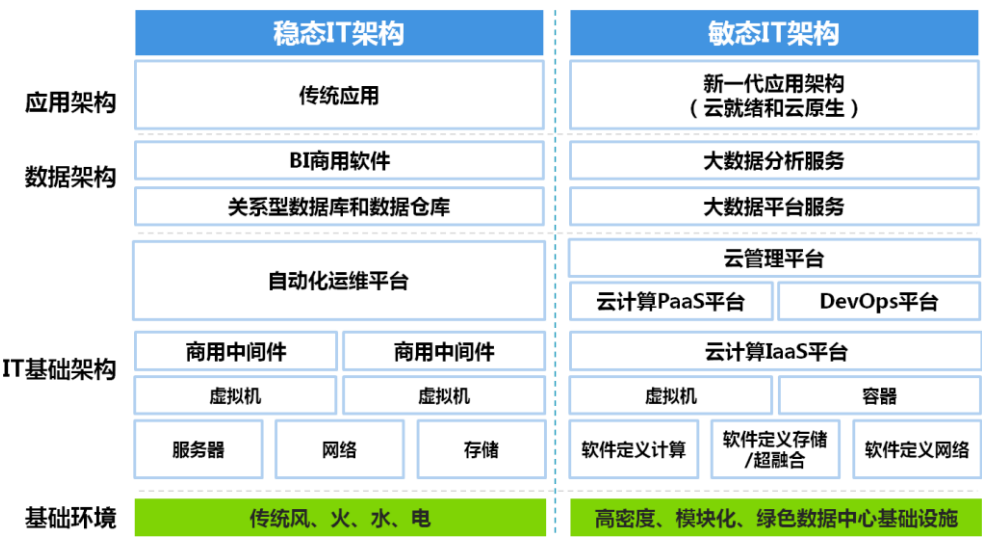 稳态IT架构
敏态IT架构
应用架构
传统应用
新一代应用架构
（云就绪和云原生）
数据架构
BI商用软件
大数据分析服务
关系型数据库和数据仓库
大数据平台服务
IT基础架构
自动化运维平台
云管理平台
云计算PaaS平台
DevOps平台
商用中间件
商用中间件
云计算IaaS平台
虚拟机
虚拟机
虚拟机
容器
服务器
网络
存储
软件定义计算
软件定义存储
/超融合
软件定义网络
基础环境
传统风、火、水、电
高密度、模块化、绿色数据中心基础设施